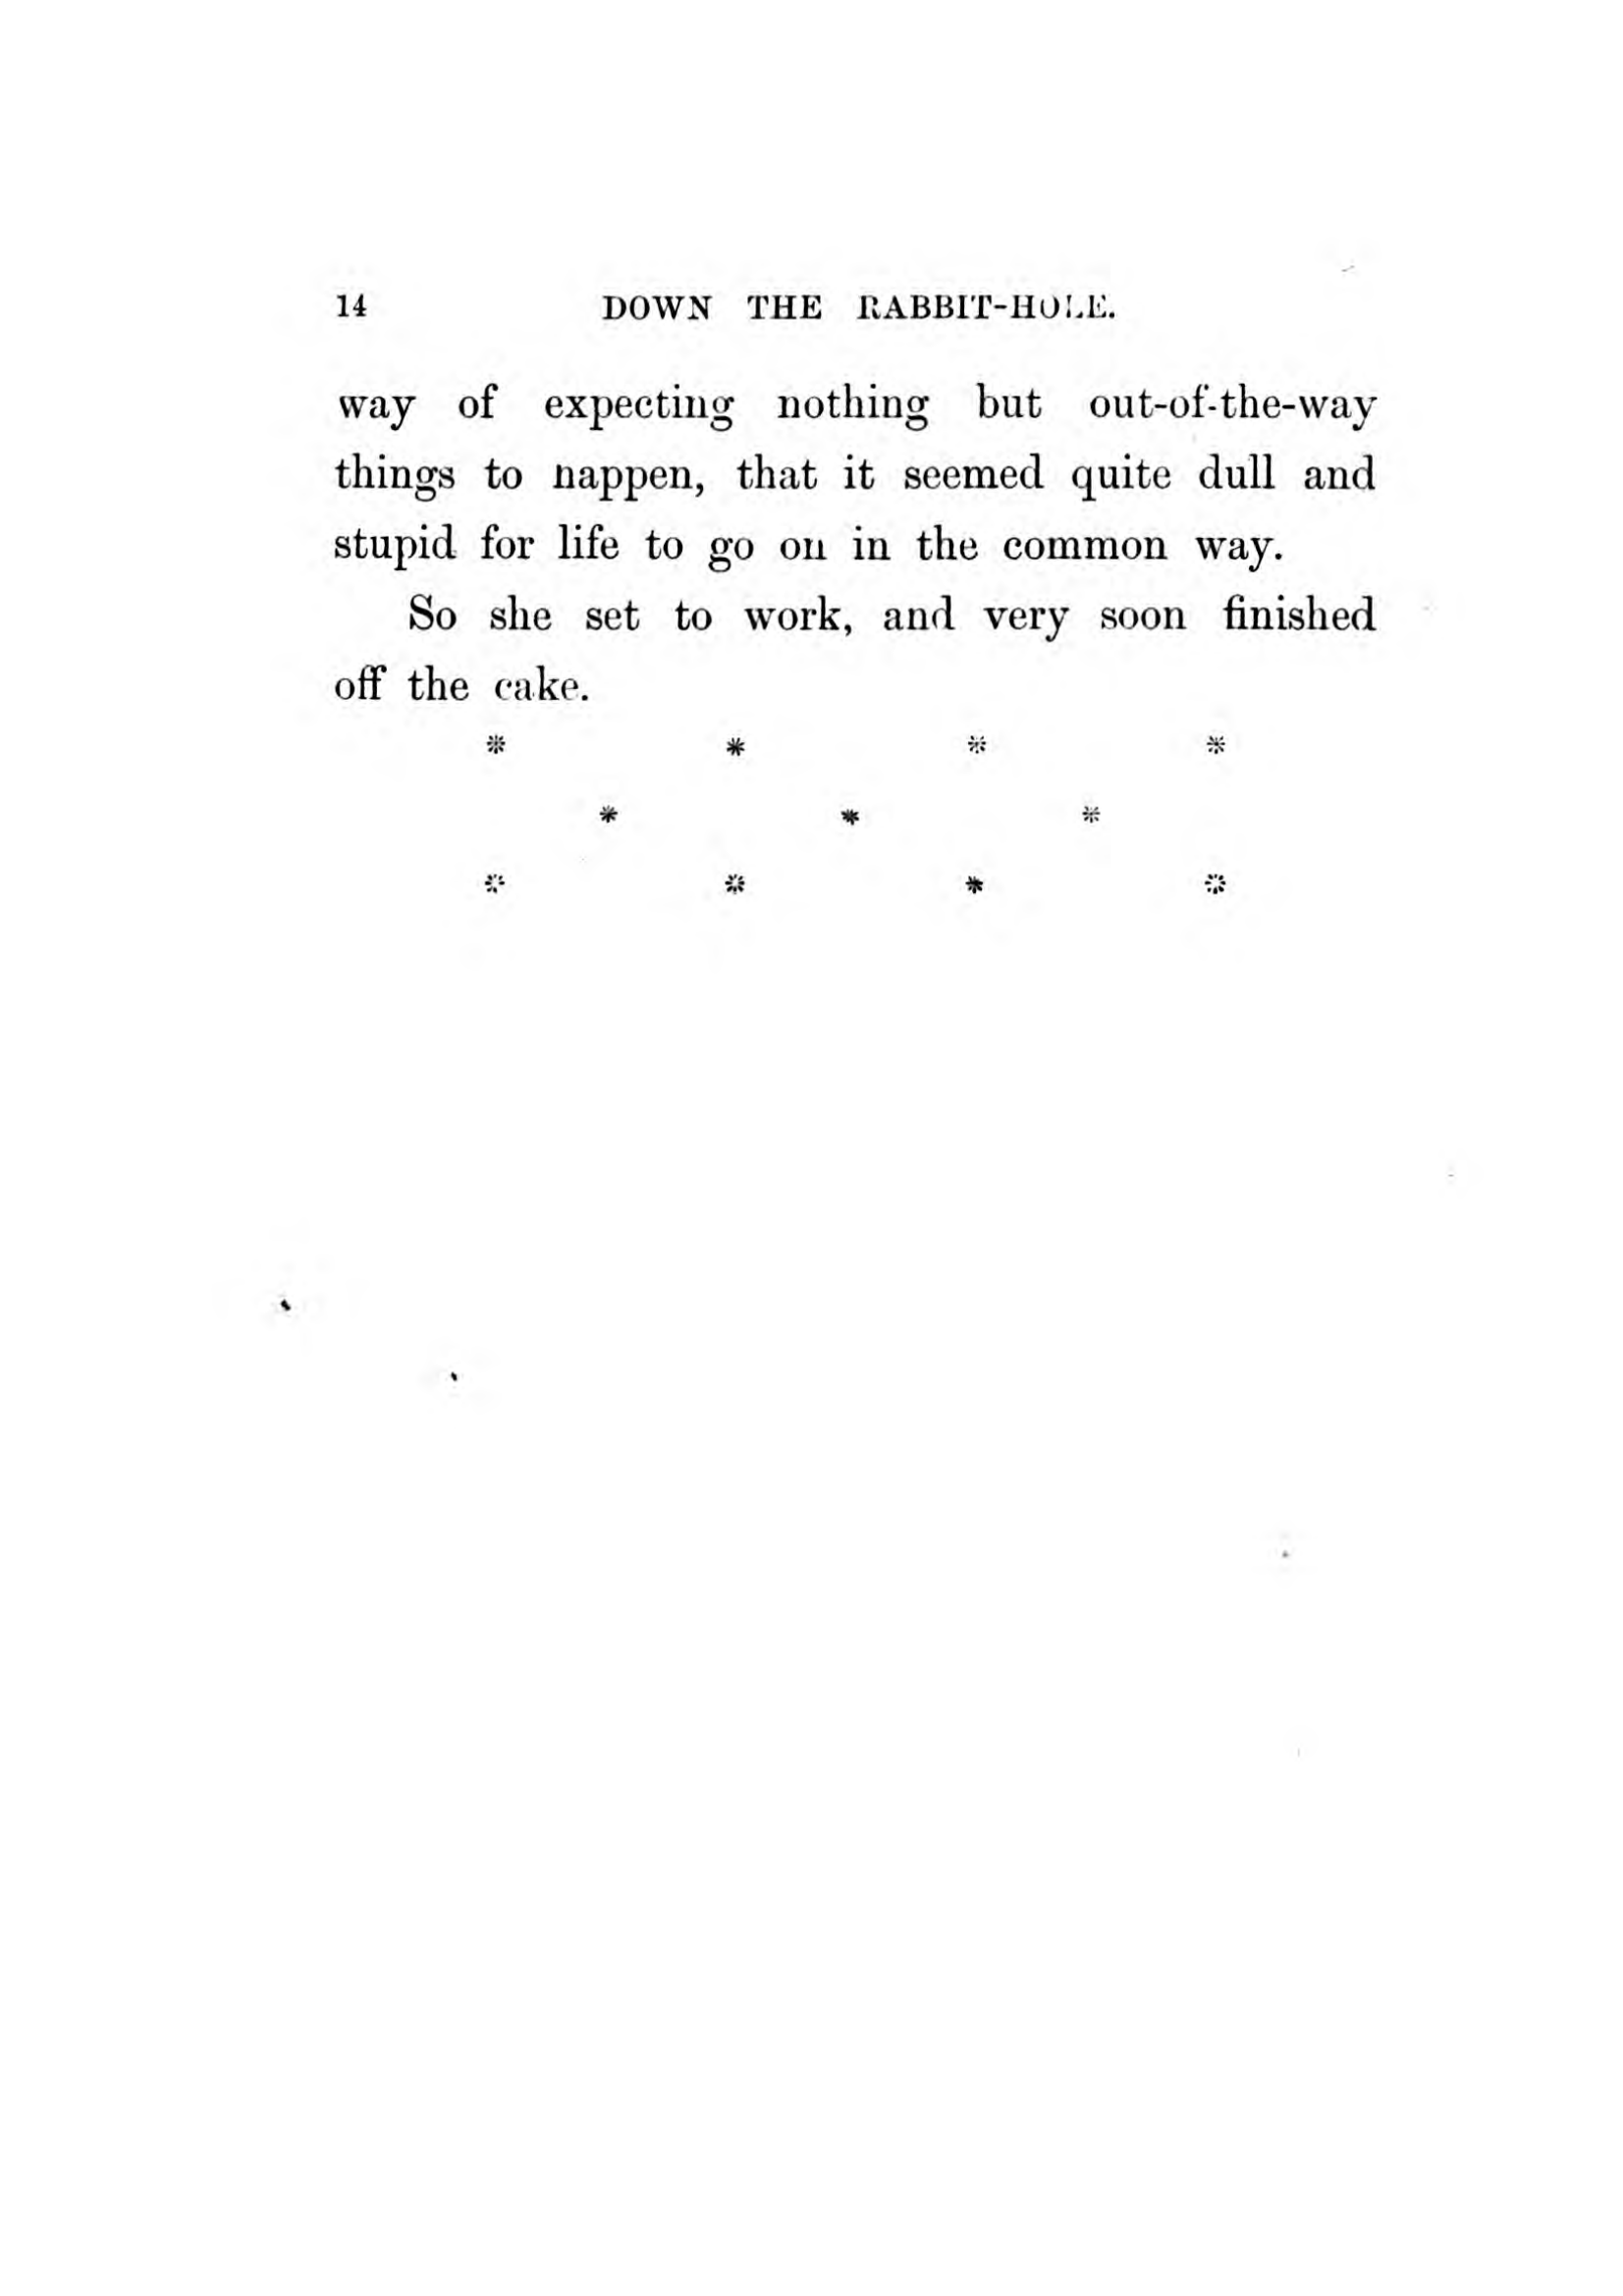 14 DOWN THE RABBIT-HOLE.
way of expecting nothing but out-of-the-way
things to happen, that it seemed quite dull and
stupid for life to go on in the common way.
So she set to work, and very soon finished
off the cake.
* * * *
* * *
* * * *